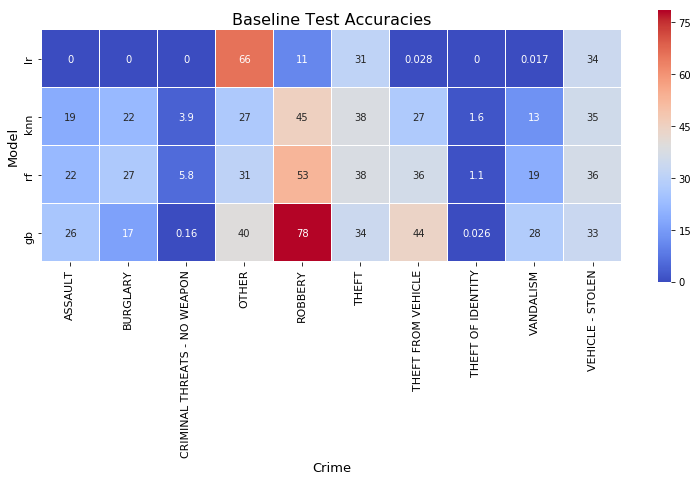 Baseline Test Accuracies
Model
lr 0 0 0 66 11 31 0.028 0 0.017 34
knn 19 22 3.9 27 45 38 27 1.6 13 35
rf 22 27 5.8 31 53 38 36 1.1 19 36
gb 26 17 0.16 40 78 34 44 0.026 28 33
ASSAULT
BURGLARY
CRIMINAL THREATS - NO WEAPON
OTHER
ROBBERY
THEFT
THEFT FROM VEHICLE
THEFT OF IDENTITY
VANDALISM
VEHICLE - STOLEN
Crime
75
60
45
30
15
0